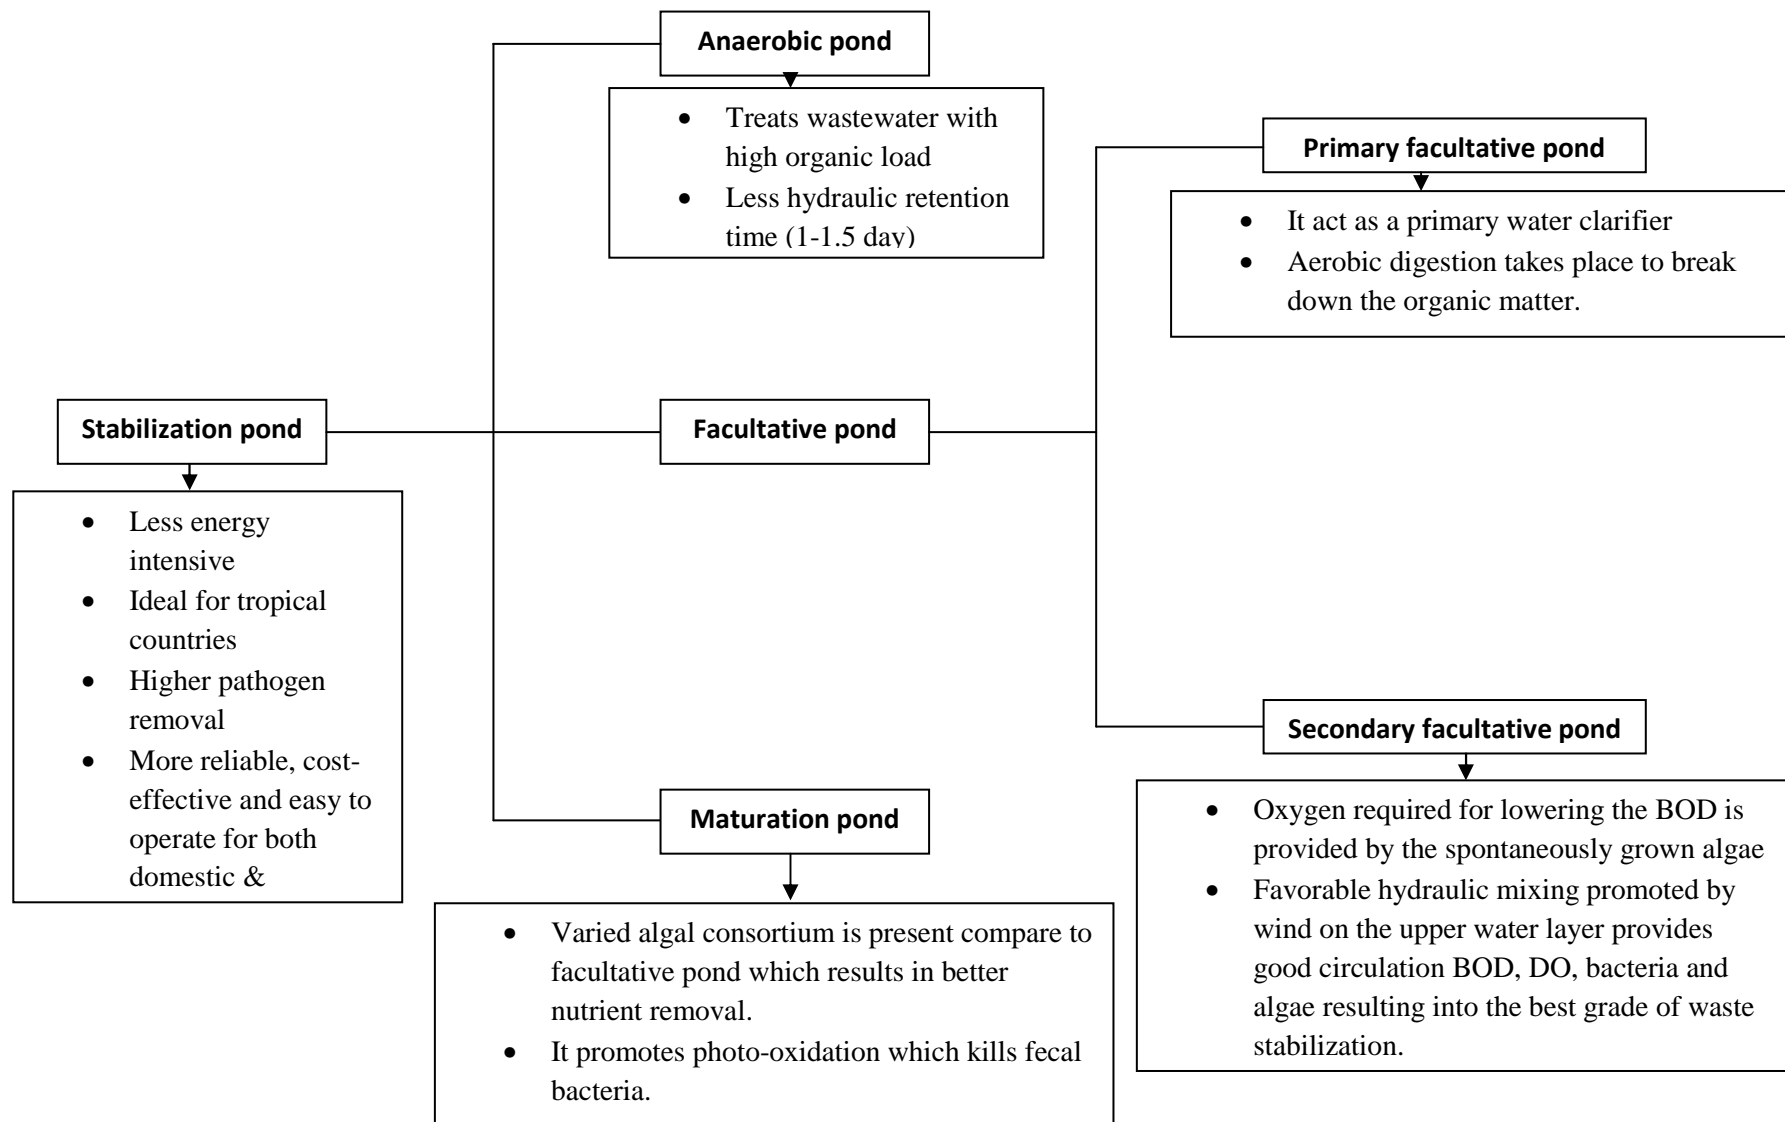 Anaerobic pond
Treats wastewater with
high organic load
Less hydraulic retention
time (1-1.5 day)
Primary facultative pond
It act as a primary water clarifier
Aerobic digestion takes place to break
down the organic matter.
Stabilization pond
Less energy
intensive
Ideal for tropical
countries
Higher pathogen
removal
More reliable, cost-
effective and easy to
operate for both
domestic &
Facultative pond
Maturation pond
Varied algal consortium is present compare to
facultative pond which results in better
nutrient removal.
It promotes photo-oxidation which kills fecal
bacteria.
Secondary facultative pond
Oxygen required for lowering the BOD is
provided by the spontaneously grown algae
Favorable hydraulic mixing promoted by
wind on the upper water layer provides
good circulation BOD, DO, bacteria and
algae resulting into the best grade of waste
stabilization.